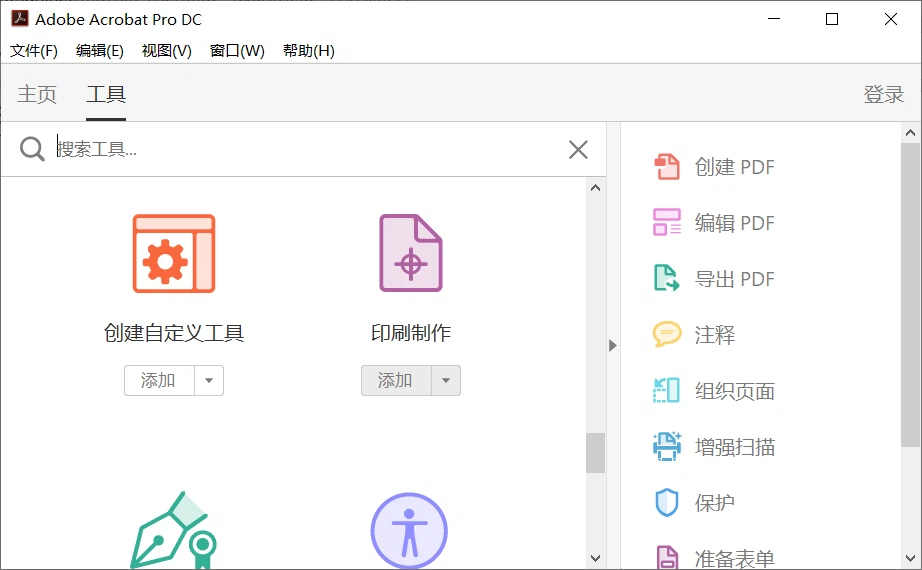 Adobe Acrobat Pro DC
文件(F) 编辑(E) 视图(V) 窗口(W) 帮助(H)
主页 工具 登录
搜索工具...
创建自定义工具 印刷制作
添加 添加
创建 PDF
编辑 PDF
导出 PDF
注释
组织页面
增强扫描
保护
准备表单